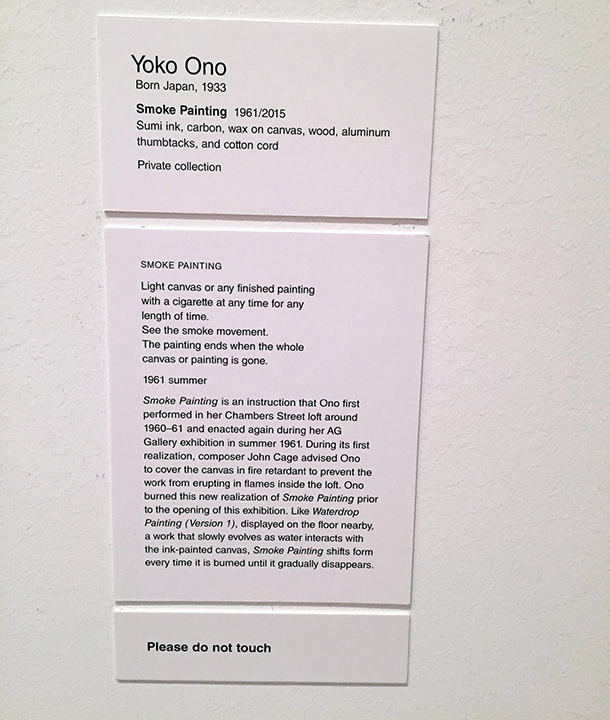 Yoko Ono
Born Japan, 1933
Smoke Painting 1961/2015
Sumi ink, carbon, wax on canvas, wood, aluminum
thumbtacks, and cotton cord
Private collection
SMOKE PAINTING
Light canvas or any finished painting
with a cigarette at any time for any
length of time.
See the smoke movement.
The painting ends when the whole
canvas or painting is gone.
1961 summer
Smoke Painting is an instruction that Ono first
performed in her Chambers Street loft around
1960–61 and enacted again during her AG
Gallery exhibition in summer 1961. During its first
realization, composer John Cage advised Ono
to cover the canvas in fire retardant to prevent the
work from erupting in flames inside the loft. Ono
burned this new realization of Smoke Painting prior
to the opening of this exhibition. Like Waterdrop
Painting (Version 1), displayed on the floor nearby,
a work that slowly evolves as water interacts with
the ink-painted canvas, Smoke Painting shifts form
every time it is burned until it gradually disappears.
Please do not touch